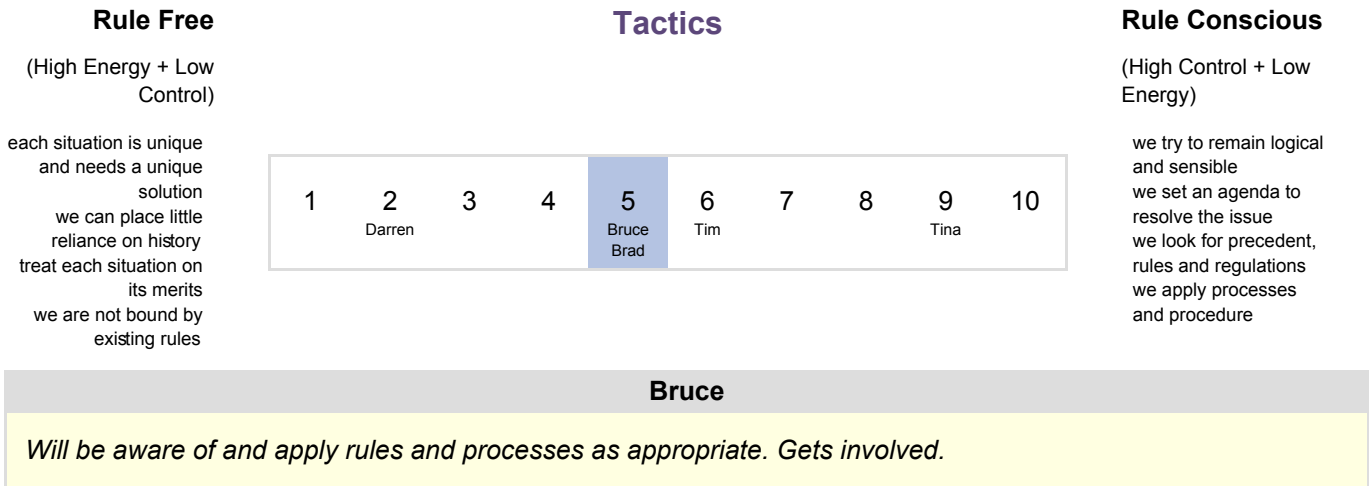 Rule Free
Tactics
Rule Conscious
(High Energy + Low
Control)
(High Control + Low
Energy)
each situation is unique
and needs a unique
solution
we can place little
reliance on history
treat each situation on
its merits
we are not bound by
existing rules
1 2 3 4 5 6 7 8 9 10
Darren Bruce Tim Tina
Brad
we try to remain logical
and sensible
we set an agenda to
resolve the issue
we look for precedent,
rules and regulations
we apply processes
and procedure
Bruce
Will be aware of and apply rules and processes as appropriate. Gets involved.